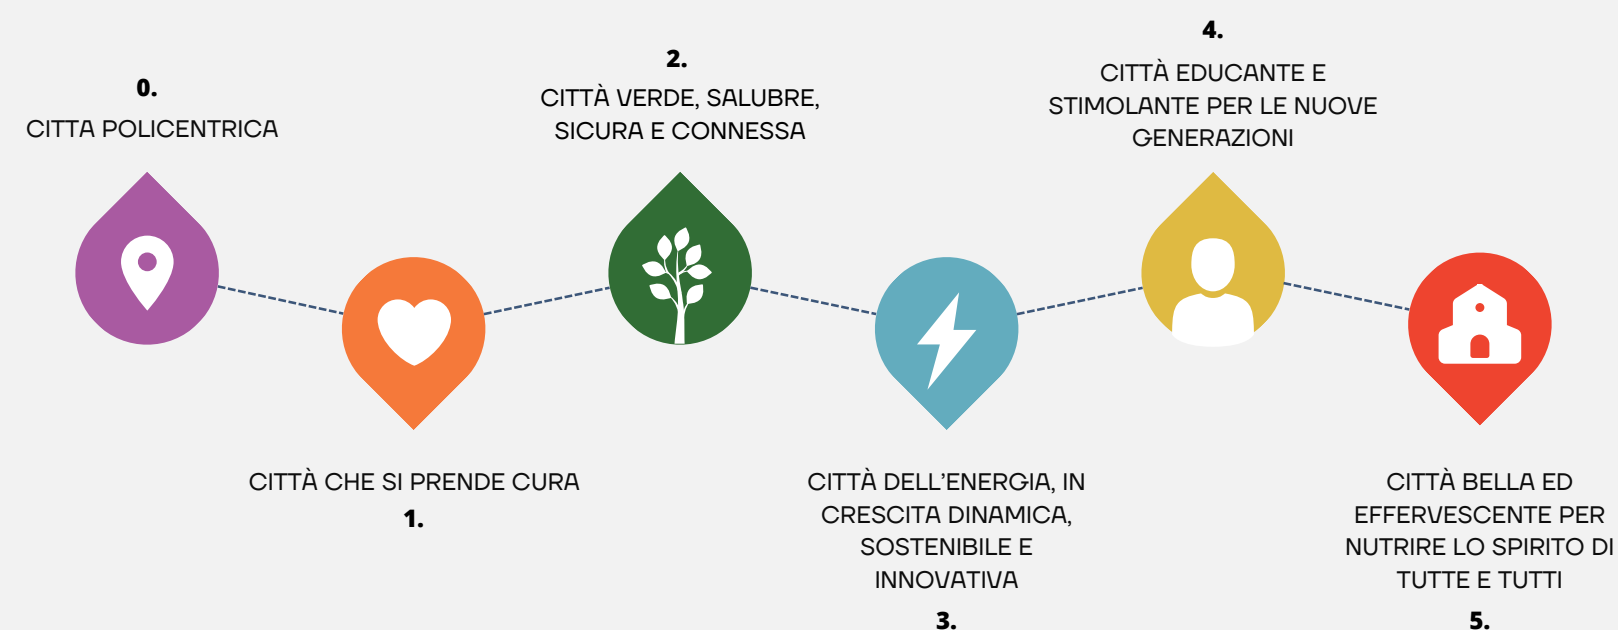 0.
CITTA POLICENTRICA
CITTÀ CHE SI PRENDE CURA
1.
2.
CITTÀ VERDE, SALUBRE,
SICURA E CONNESSA
CITTÀ DELL’ENERGIA, IN
CRESCITA DINAMICA,
SOSTENIBILE E
INNOVATIVA
3.
4.
CITTÀ EDUCANTE E
STIMOLANTE PER LE NUOVE
GENERAZIONI
CITTÀ BELLA ED
EFFERVESCENTE PER
NUTRIRE LO SPIRITO DI
TUTTE E TUTTI
5.